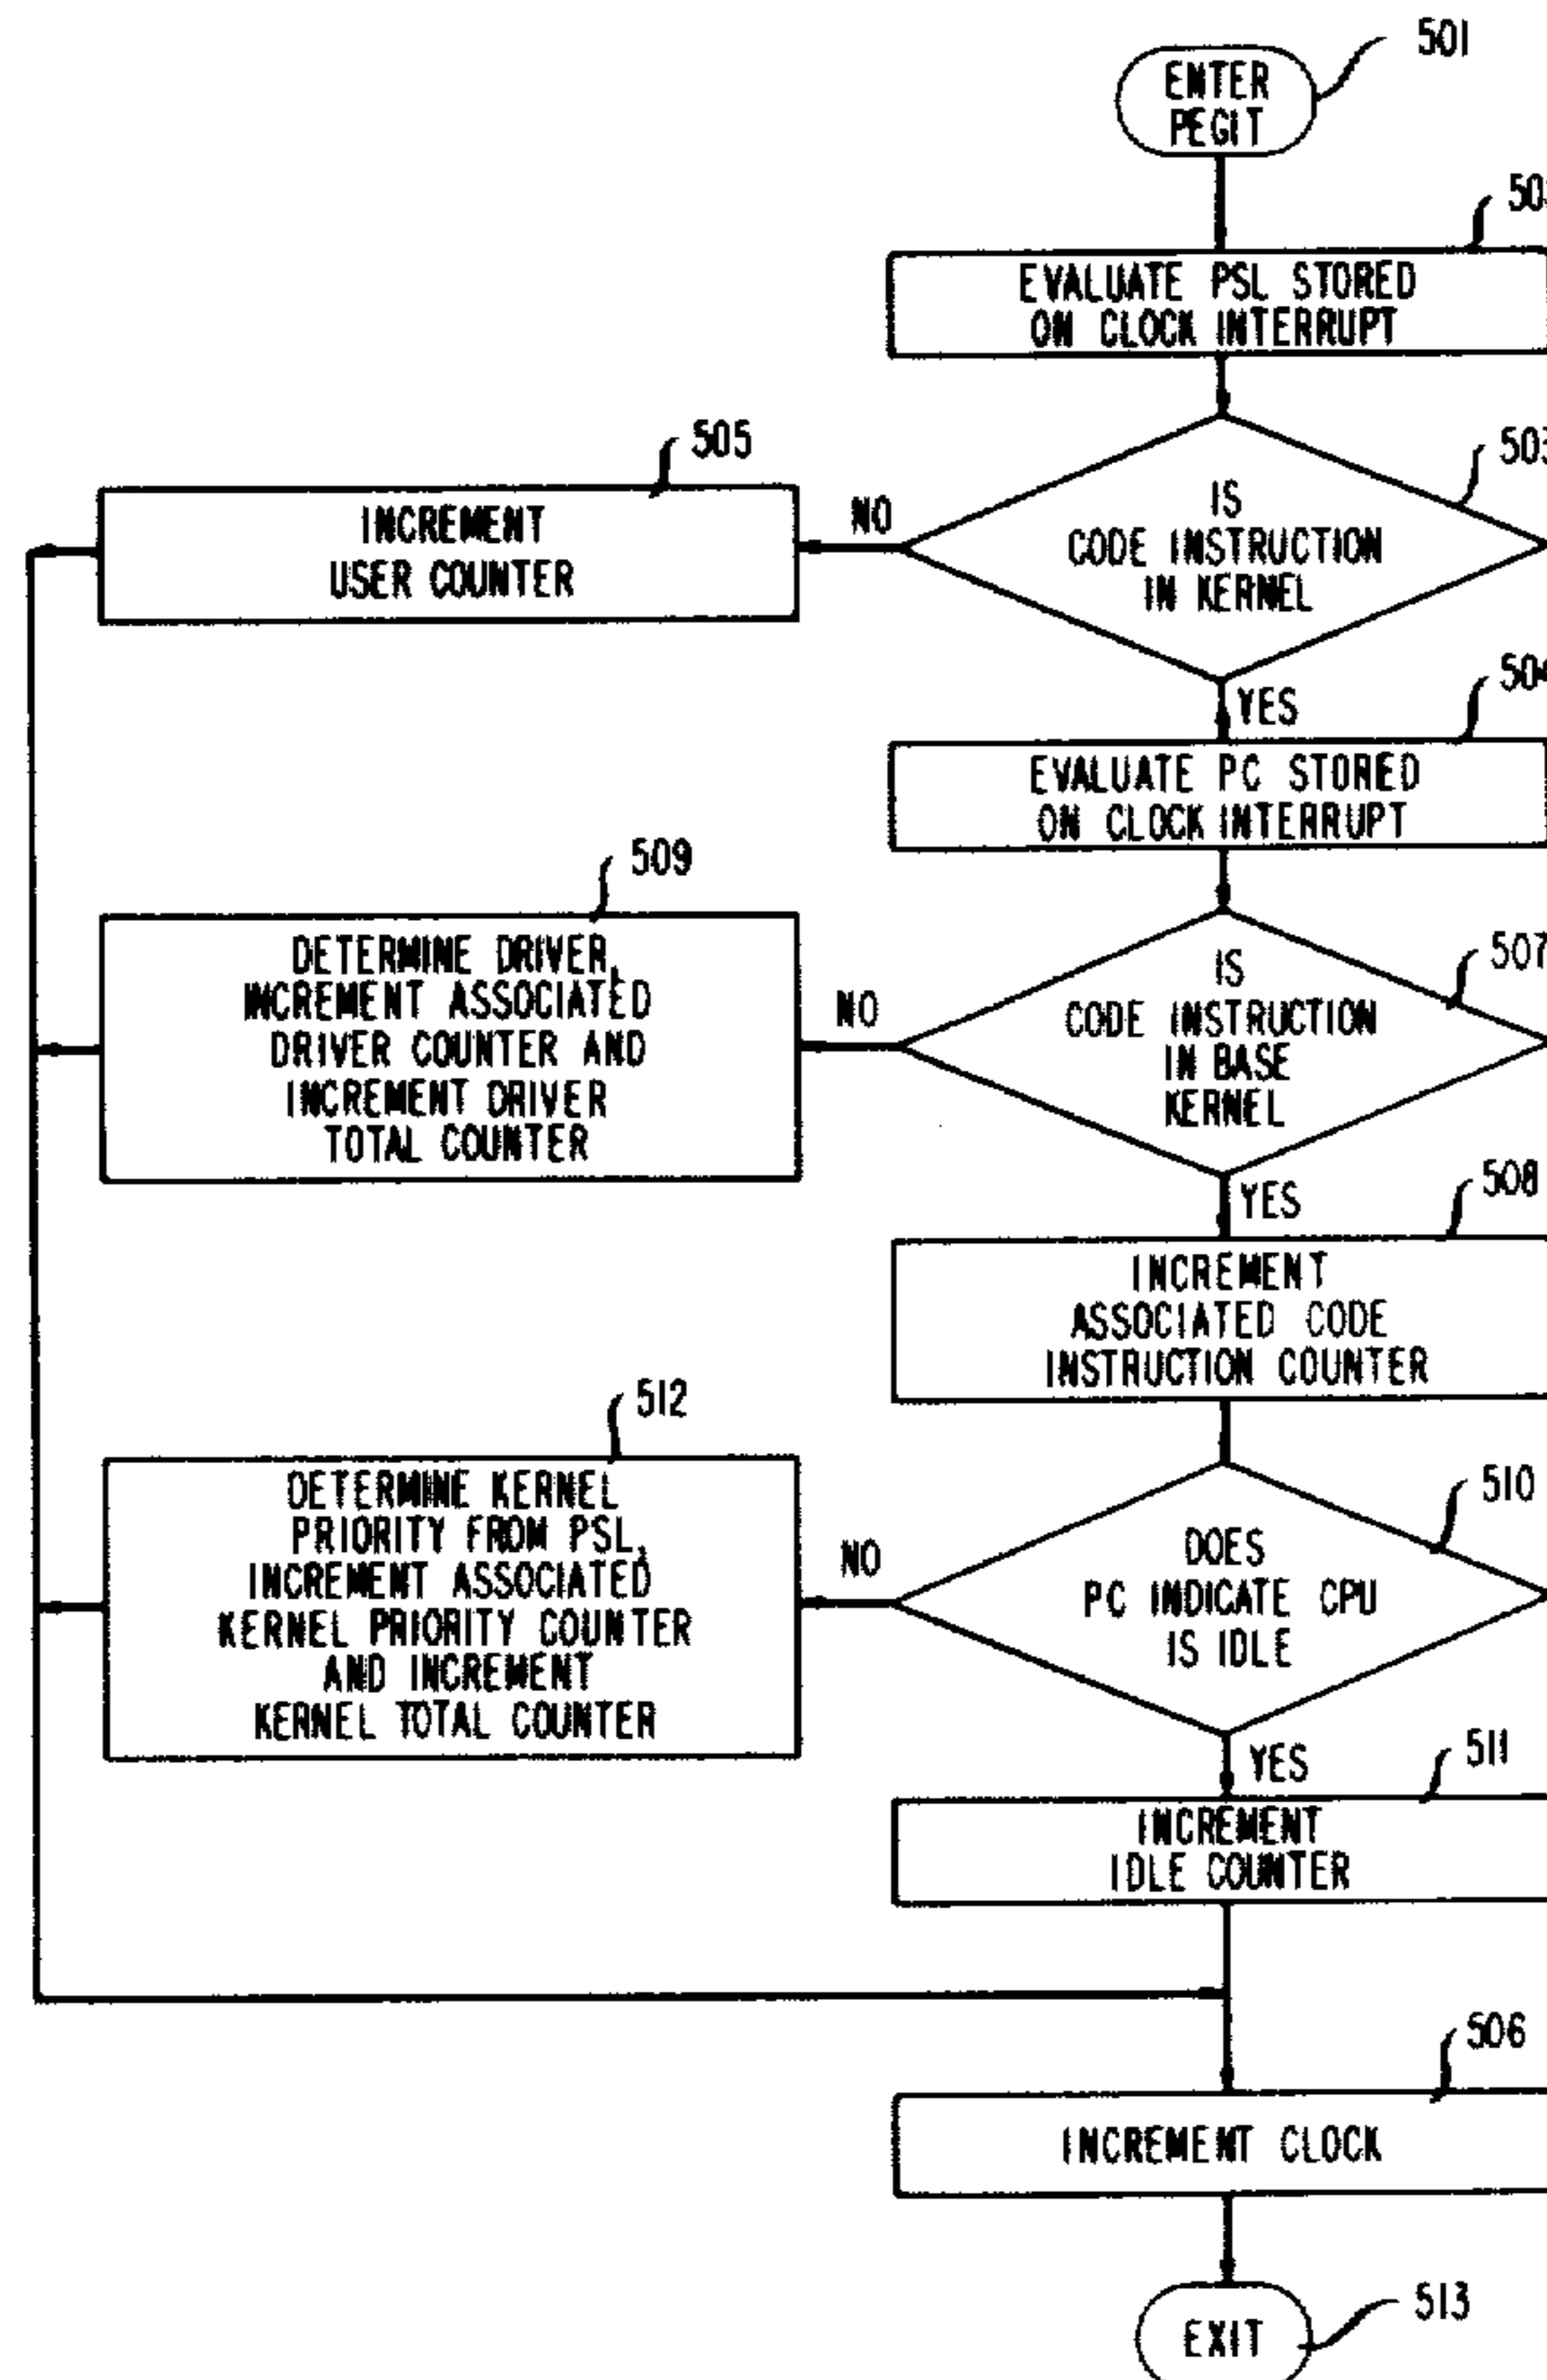 501
ENTER
PEGIT
EVALUATE PSL STORED
ON CLOCK INTERRUPT
503
IS
CODE INSTRUCTION
IN KERNEL
NO
505
INCREMENT
USER COUNTER
YES
504
EVALUATE PC STORED
ON CLOCK INTERRUPT
507
IS
CODE INSTRUCTION
IN BASE
KERNEL
NO
509
DETERMINE DRIVER,
INCREMENT ASSOCIATED
DRIVER COUNTER AND
INCREMENT DRIVER
TOTAL COUNTER
YES
508
INCREMENT
ASSOCIATED CODE
INSTRUCTION COUNTER
510
DOES
PC INDICATE CPU
IS IDLE
NO
512
DETERMINE KERNEL
PRIORITY FROM PSL,
INCREMENT ASSOCIATED
KERNEL PRIORITY COUNTER
AND INCREMENT
KERNEL TOTAL COUNTER
YES
511
INCREMENT
IDLE COUNTER
506
INCREMENT CLOCK
513
EXIT